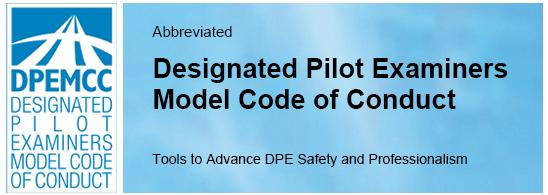 DPEMCC
DESIGNATED
PILOT
EXAMINERS
MODEL CODE
OF CONDUCT
Abbreviated
Designated Pilot Examiners
Model Code of Conduct
Tools to Advance DPE Safety and Professionalism